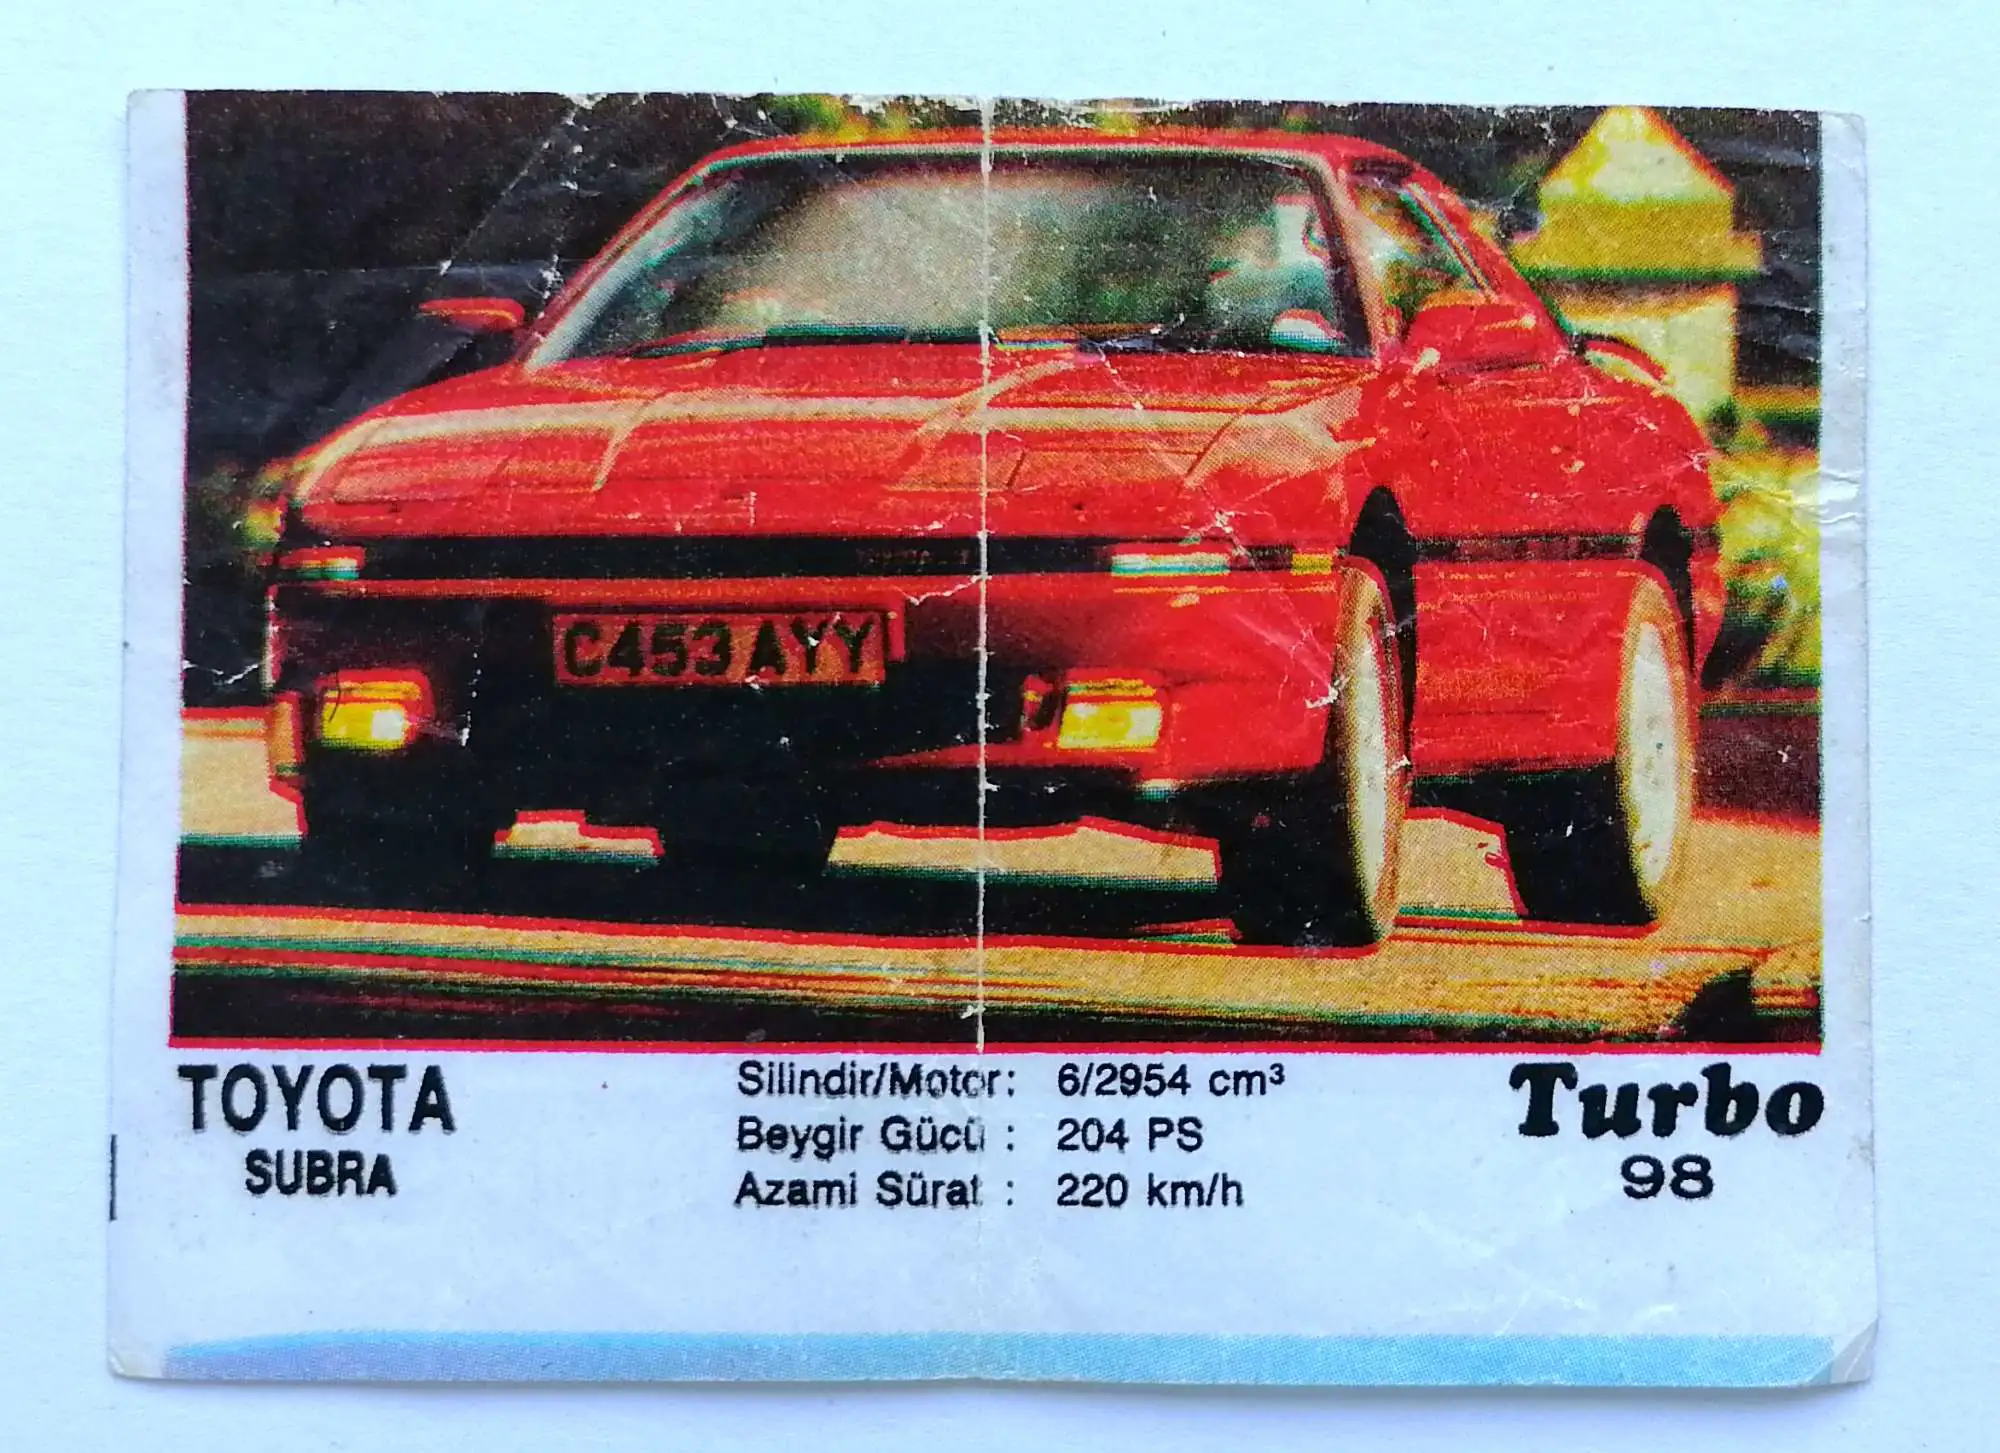 C453 AYY
TOYOTA
SUBRA
Silindir/Motor: 6/2954 cm³
Beygir Gücü : 204 PS
Azami Sürat : 220 km/h
Turbo
98